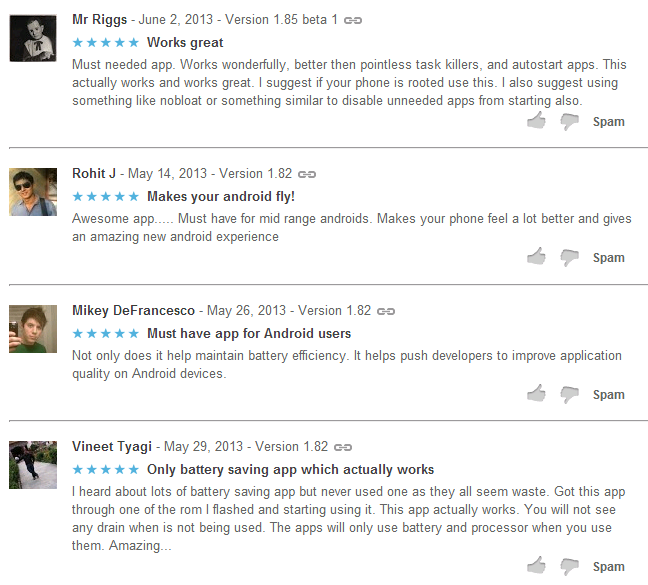 Mr Riggs - June 2, 2013 - Version 1.85 beta 1
Works great
Must needed app. Works wonderfully, better then pointless task killers, and autostart apps. This
actually works and works great. I suggest if your phone is rooted use this. I also suggest using
something like nobloat or something similar to disable unneeded apps from starting also.
Spam
Rohit J - May 14, 2013 - Version 1.82
Makes your android fly!
Awesome app..... Must have for mid range androids. Makes your phone feel a lot better and gives
an amazing new android experience
Spam
Mikey DeFrancesco - May 26, 2013 - Version 1.82
Must have app for Android users
Not only does it help maintain battery efficiency. It helps push developers to improve application
quality on Android devices.
Spam
Vineet Tyagi - May 29, 2013 - Version 1.82
Only battery saving app which actually works
I heard about lots of battery saving app but never used one as they all seem waste. Got this app
through one of the rom I flashed and starting using it. This app actually works. You will not see
any drain when is not being used. The apps will only use battery and processor when you use
them. Amazing...
Spam